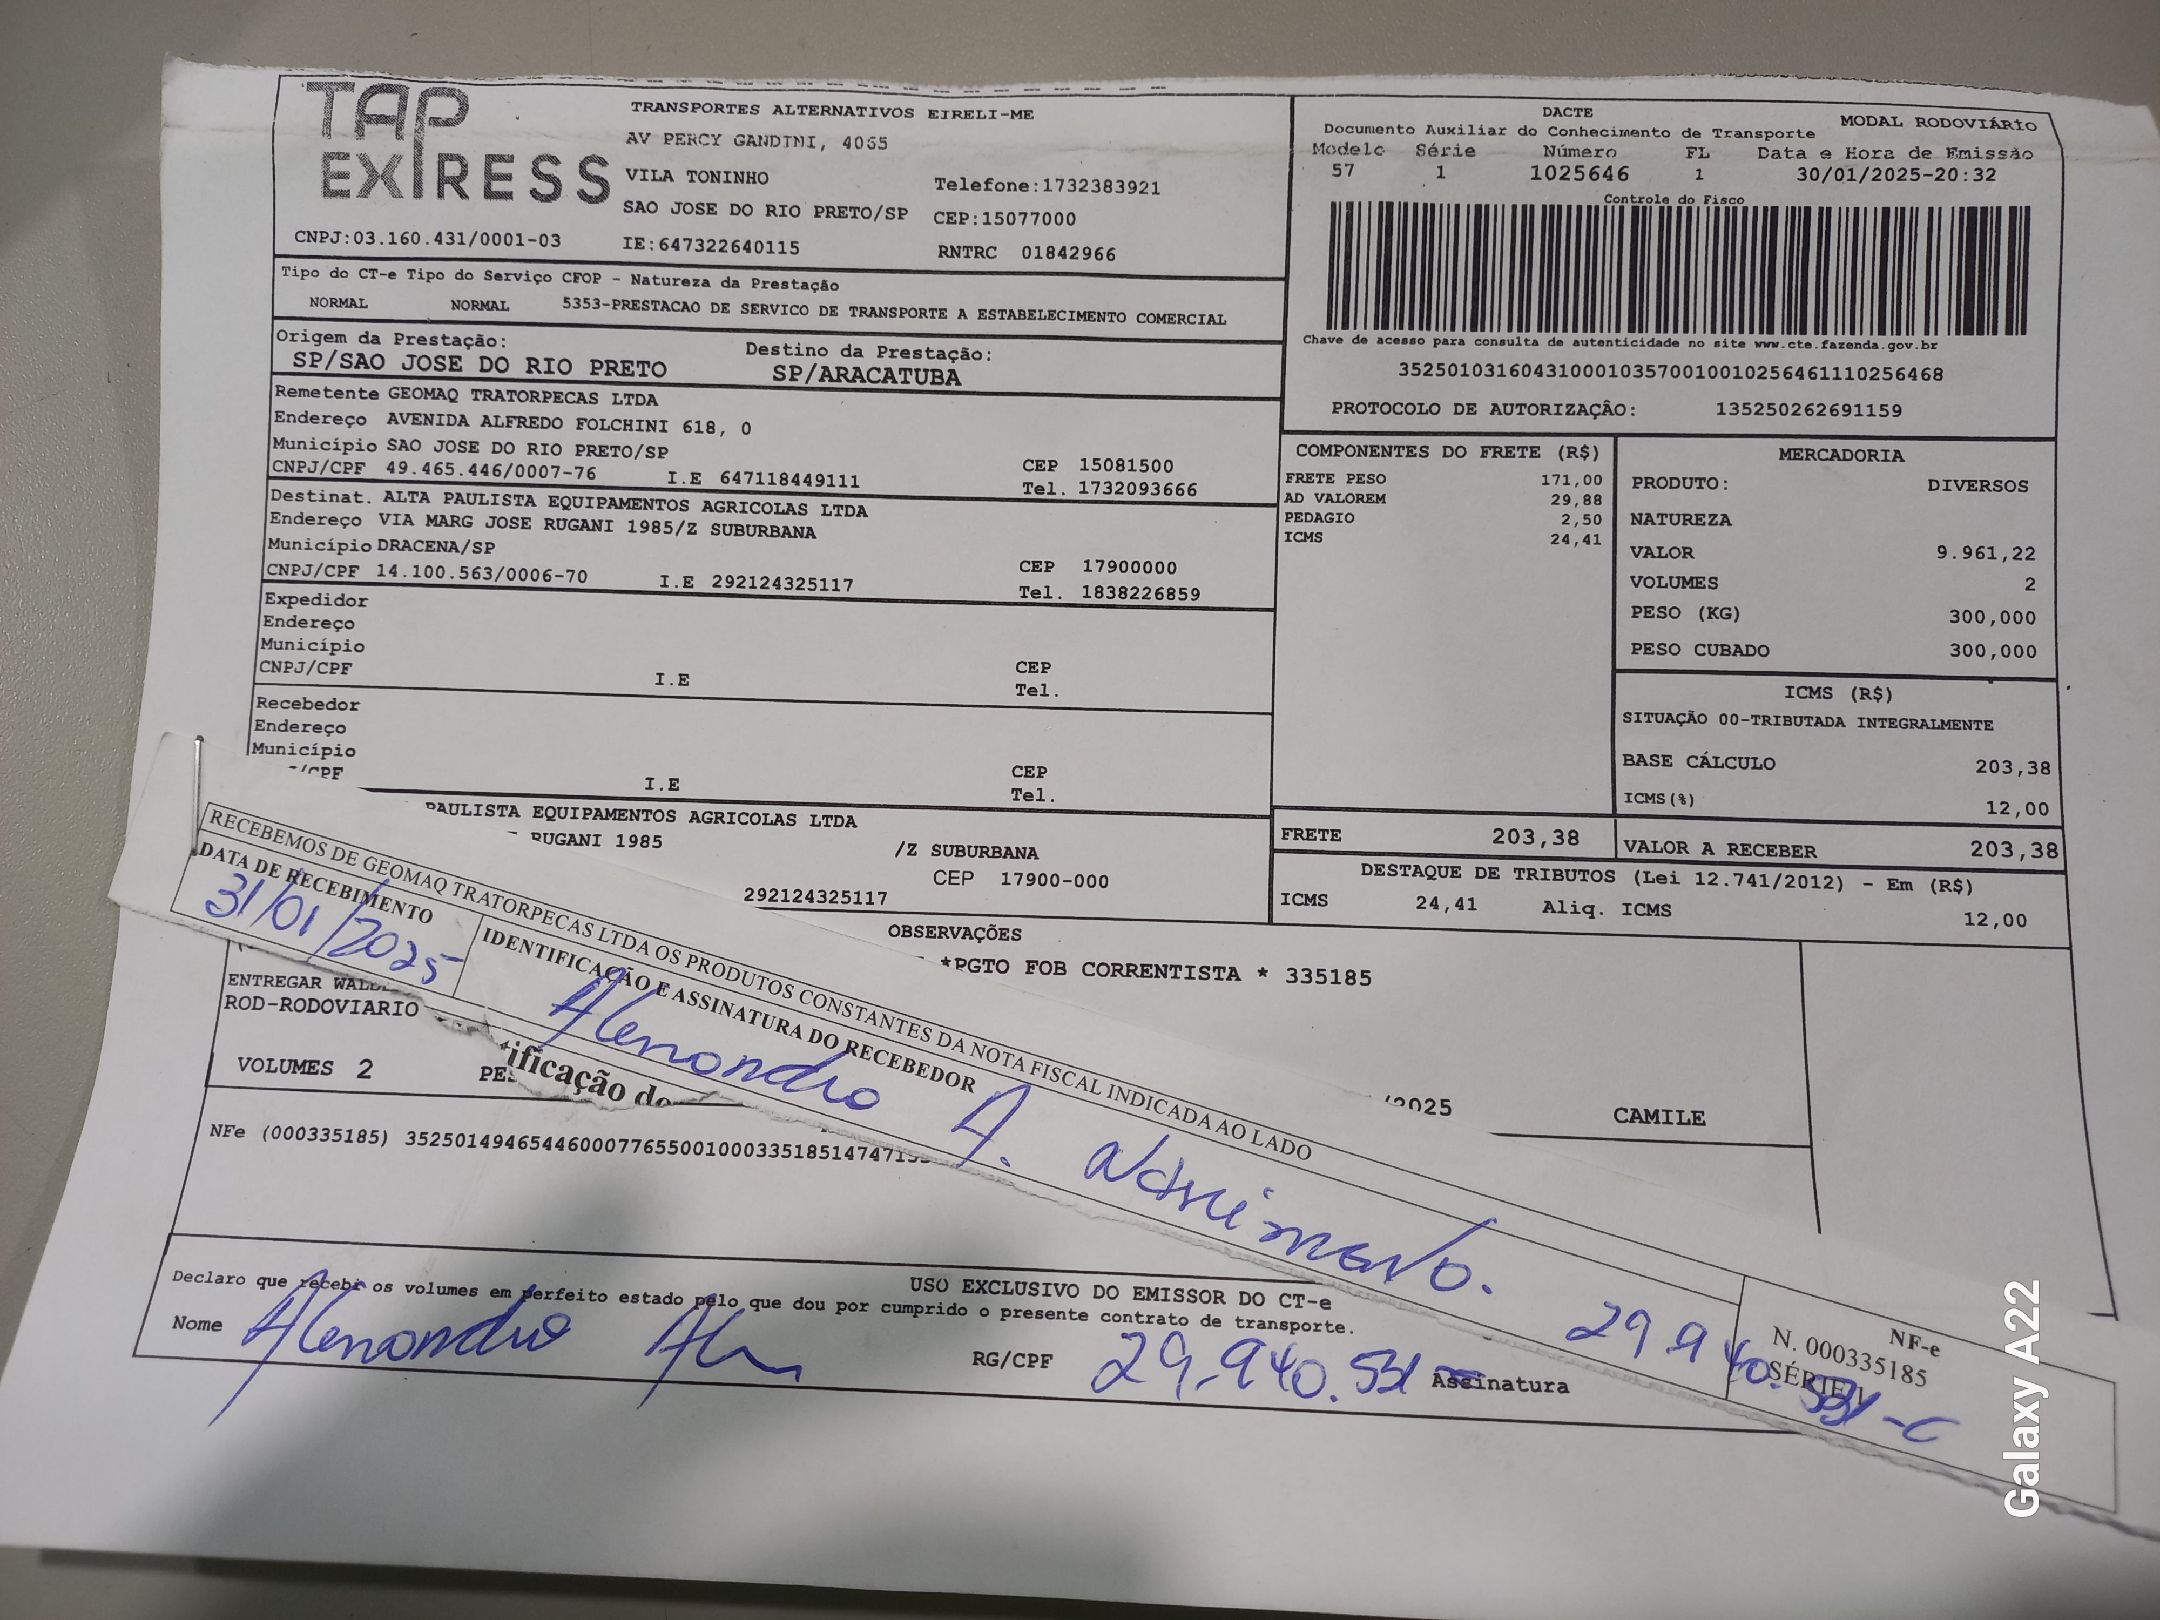 TAP EXPRESS
TRANSPORTES ALTERNATIVOS EIRELI-ME
AV PERCY GANDINI, 4065
VILA TONINHO
Telefone:1732383921
SAO JOSE DO RIO PRETO/SP CEP:15077000
CNPJ:03.160.431/0001-03 IE:647322640115 RNTRC 01842966
DACTE
MODAL RODOVIÁRIO
Documento Auxiliar do Conhecimento de Transporte
Modelo Série Número FL Data e Hora de Emissão
57 1 1025646 1 30/01/2025-20:32
Controle do Fisco
Chave de acesso para consulta de autenticidade no site www.cte.fazenda.gov.br
35250103160431000103570010010256461110256468
PROTOCOLO DE AUTORIZAÇÃO: 135250262691159
Tipo do CT-e Tipo do Serviço CFOP - Natureza da Prestação
NORMAL NORMAL 5353-PRESTACAO DE SERVICO DE TRANSPORTE A ESTABELECIMENTO COMERCIAL
Origem da Prestação: Destino da Prestação:
SP/SAO JOSE DO RIO PRETO SP/ARACATUBA
Remetente GEOMAQ TRATORPECAS LTDA
Endereço AVENIDA ALFREDO FOLCHINI 618, 0
Município SAO JOSE DO RIO PRETO/SP CEP 15081500
CNPJ/CPF 49.465.446/0007-76 I.E 647118449111 Tel. 1732093666
Destinat. ALTA PAULISTA EQUIPAMENTOS AGRICOLAS LTDA
Endereço VIA MARG JOSE RUGANI 1985/Z SUBURBANA
Município DRACENA/SP CEP 17900000
CNPJ/CPF 14.100.563/0006-70 I.E 292124325117 Tel. 1838226859
Expedidor
Endereço
Município CEP
CNPJ/CPF I.E Tel.
Recebedor
Endereço
Município CEP
/CPF I.E Tel.
PAULISTA EQUIPAMENTOS AGRICOLAS LTDA
RUGANI 1985 /Z SUBURBANA
CEP 17900-000
292124325117
COMPONENTES DO FRETE (R$)
FRETE PESO 171,00
AD VALOREM 29,88
PEDAGIO 2,50
ICMS 24,41
MERCADORIA
PRODUTO: DIVERSOS
NATUREZA
VALOR 9.961,22
VOLUMES 2
PESO (KG) 300,000
PESO CUBADO 300,000
ICMS (R$)
SITUAÇÃO 00-TRIBUTADA INTEGRALMENTE
BASE CÁLCULO 203,38
ICMS(%) 12,00
FRETE 203,38 VALOR A RECEBER 203,38
DESTAQUE DE TRIBUTOS (Lei 12.741/2012) - Em (R$)
ICMS 24,41 Aliq. ICMS 12,00
OBSERVAÇÕES
*PGTO FOB CORRENTISTA * 335185
ENTREGAR
ROD-RODOVIARIO
VOLUMES 2
/2025 CAMILE
NFe (000335185)
RECEBEMOS DE GEOMAQ TRATORPECAS LTDA OS PRODUTOS CONSTANTES DA NOTA FISCAL INDICADA AO LADO
DATA DE RECEBIMENTO
31/01/2025
IDENTIFICAÇÃO E ASSINATURA DO RECEBEDOR
Alenondro A. Nascimento. 29.940.531-C
NF-e
N. 000335185
SÉRIE 1
USO EXCLUSIVO DO EMISSOR DO CT-e
Declaro que recebi os volumes em perfeito estado pelo que dou por cumprido o presente contrato de transporte.
Nome Alenondro RG/CPF 29.940.531 Assinatura
Galaxy A22